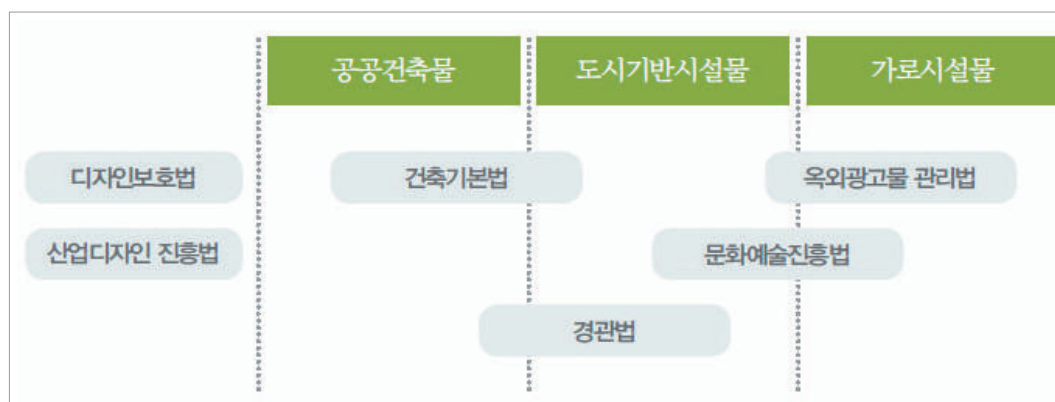 공공건축물
도시기반시설물
가로시설물
디자인보호법
건축기본법
옥외광고물 관리법
산업디자인 진흥법
문화예술진흥법
경관법